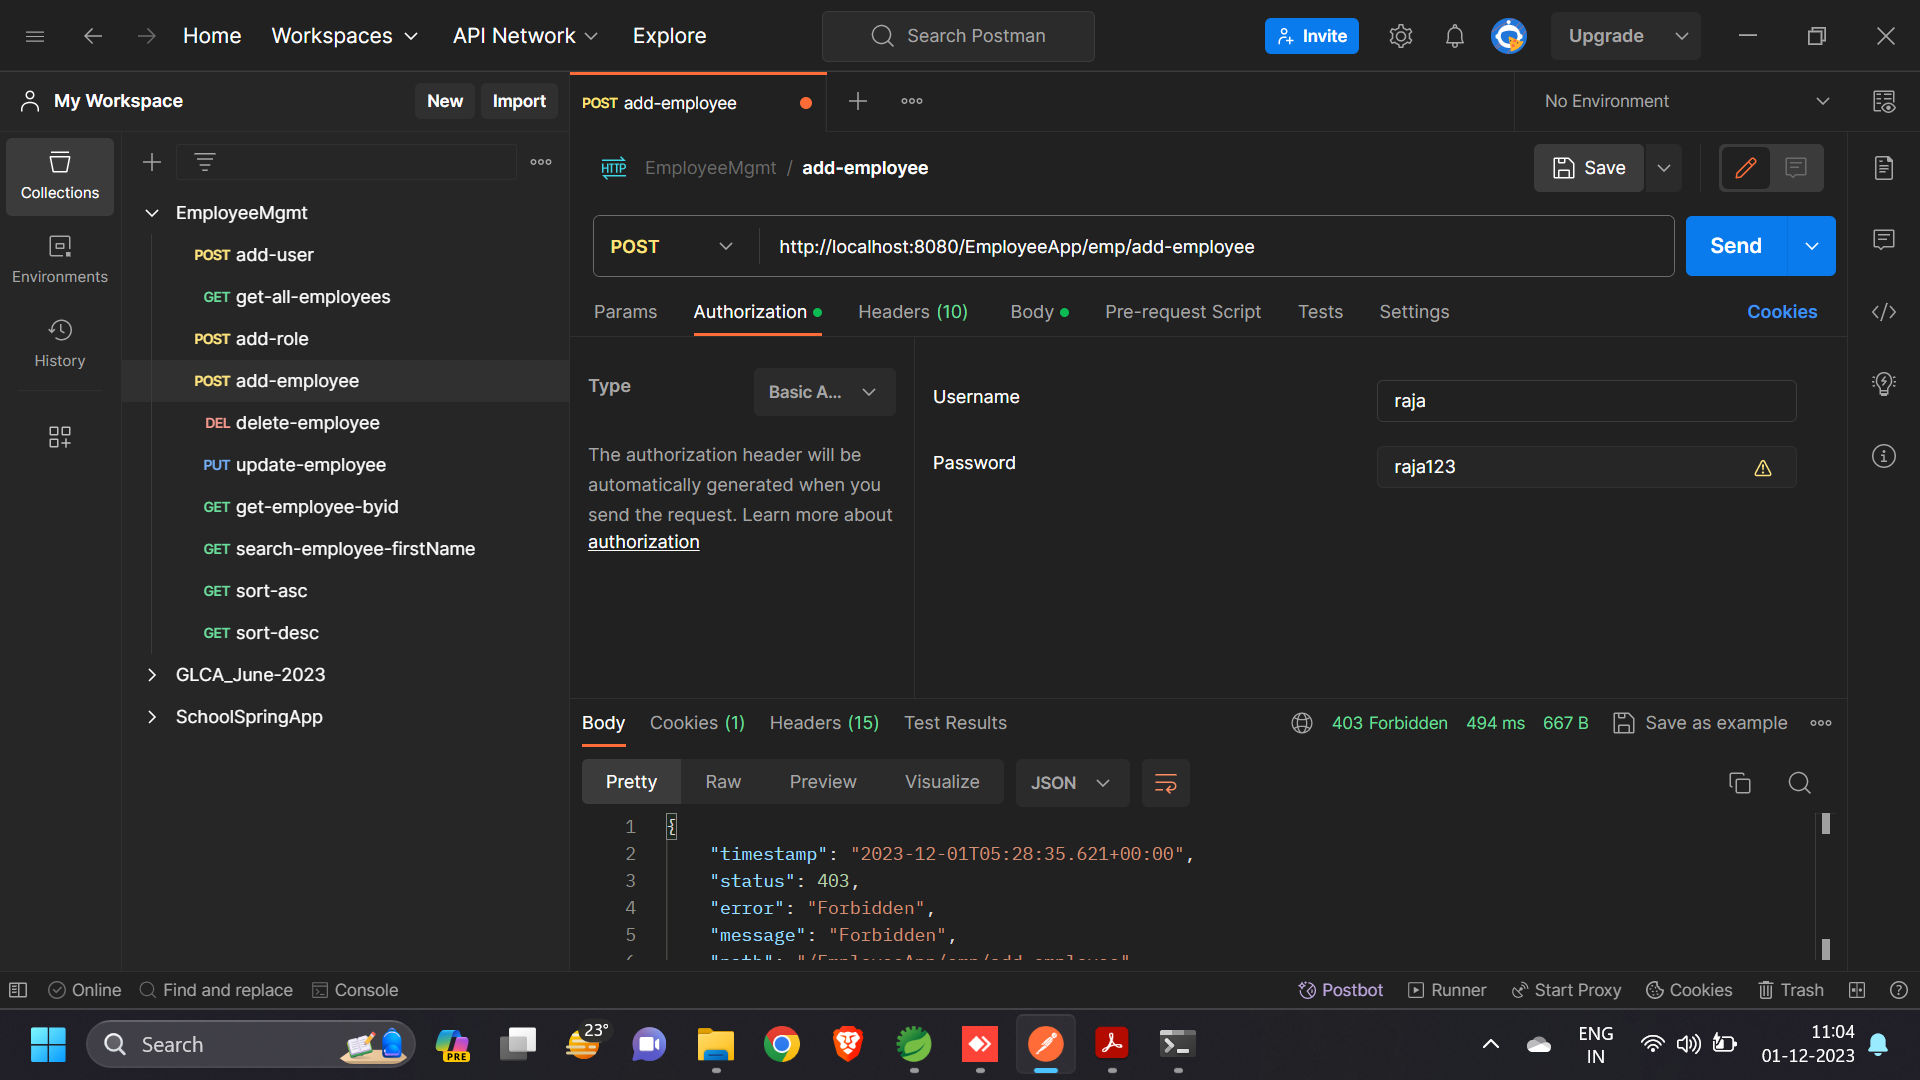 Home
Workspaces
API Network
Explore
Search Postman
Invite
Upgrade
My Workspace
New
Import
POST add-employee
No Environment
Collections
Environments
History
EmployeeMgmt
POST add-user
GET get-all-employees
POST add-role
POST add-employee
DEL delete-employee
PUT update-employee
GET get-employee-byid
GET search-employee-firstName
GET sort-asc
GET sort-desc
GLCA_June-2023
SchoolSpringApp
HTTP EmployeeMgmt / add-employee
Save
POST
http://localhost:8080/EmployeeApp/emp/add-employee
Send
Params
Authorization
Headers (10)
Body
Pre-request Script
Tests
Settings
Cookies
Type
Basic A...
The authorization header will be
automatically generated when you
send the request. Learn more about
authorization
Username
raja
Password
raja123
Body
Cookies (1)
Headers (15)
Test Results
403 Forbidden
494 ms
667 B
Save as example
Pretty
Raw
Preview
Visualize
JSON
1 {
2 "timestamp": "2023-12-01T05:28:35.621+00:00",
3 "status": 403,
4 "error": "Forbidden",
5 "message": "Forbidden",
6 "path": "/EmployeeApp/emp/add-employee"
Online
Find and replace
Console
Postbot
Runner
Start Proxy
Cookies
Trash
Search
PRE
23°
ENG
IN
11:04
01-12-2023